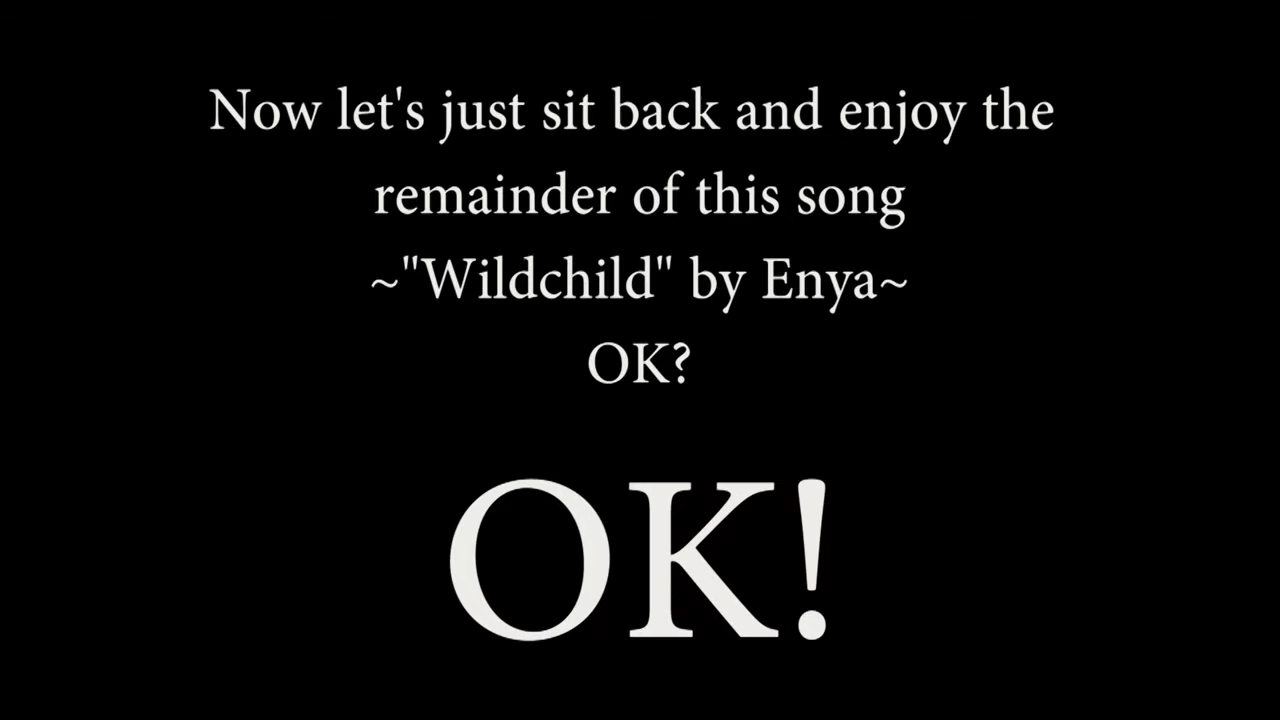 Now let's just sit back and enjoy the
remainder of this song
~"Wildchild" by Enya~
OK?
OK!